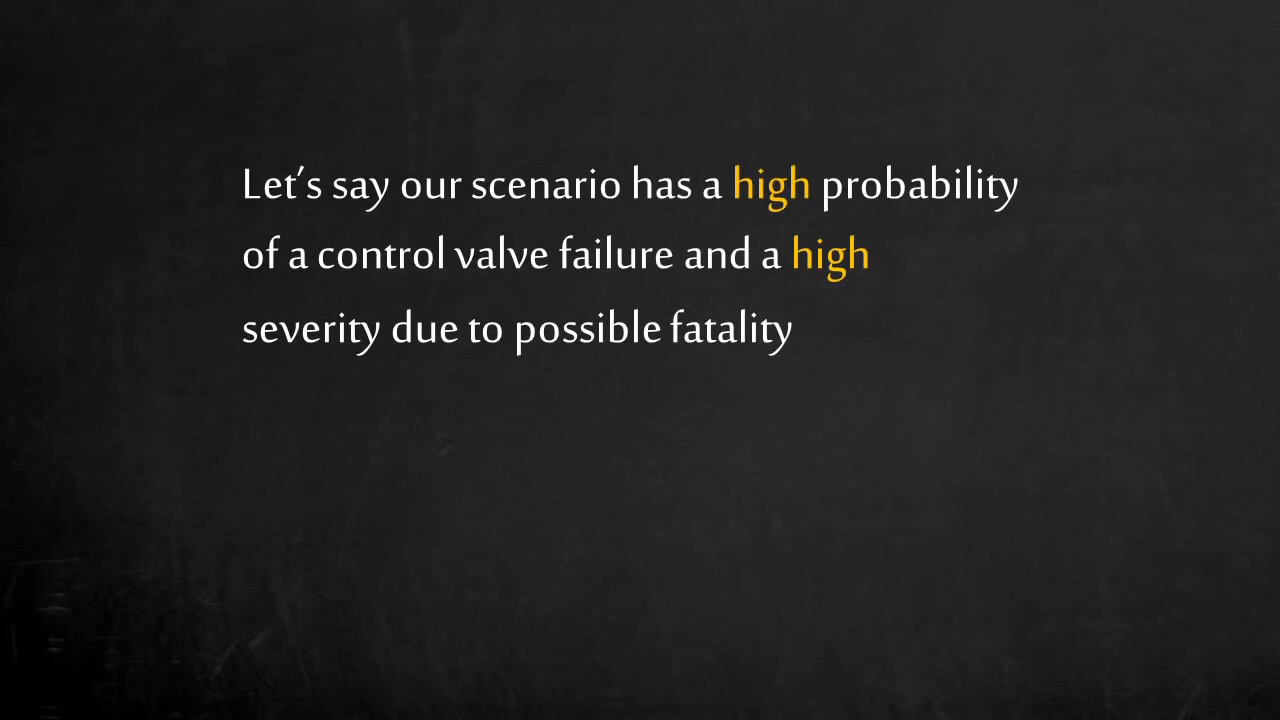 Let's say our scenario has a high probability
of a control valve failure and a high
severity due to possible fatality